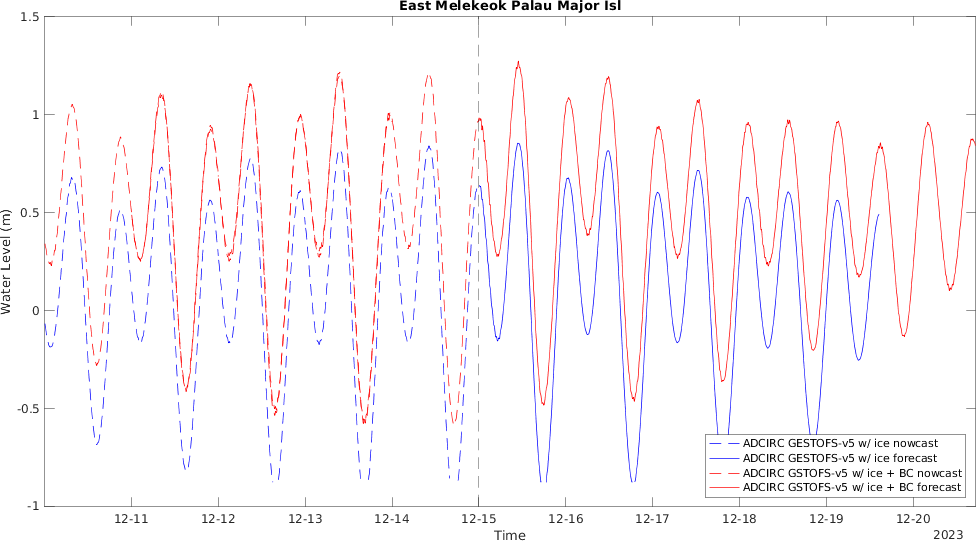 East Melekeok Palau Major Isl
1.5
1
0.5
0
-0.5
-1
Water Level (m)
12-11 12-12 12-13 12-14 12-15 12-16 12-17 12-18 12-19 12-20
Time
2023
ADCIRC GESTOFS-v5 w/ ice nowcast
ADCIRC GESTOFS-v5 w/ ice forecast
ADCIRC GSTOFS-v5 w/ ice + BC nowcast
ADCIRC GSTOFS-v5 w/ ice + BC forecast